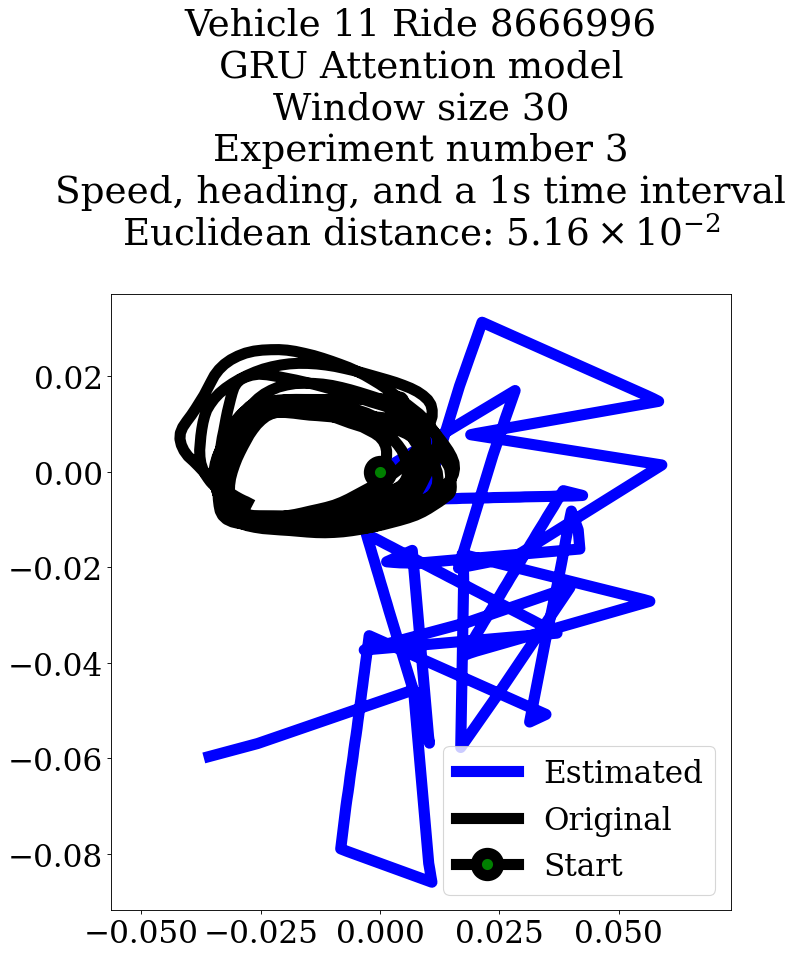 Vehicle 11 Ride 8666996
GRU Attention model
Window size 30
Experiment number 3
Speed, heading, and a 1s time interval
Euclidean distance: 5.16 × 10⁻²
0.02
0.00
−0.02
−0.04
−0.06
−0.08
Estimated
Original
Start
−0.050 −0.025 0.000 0.025 0.050